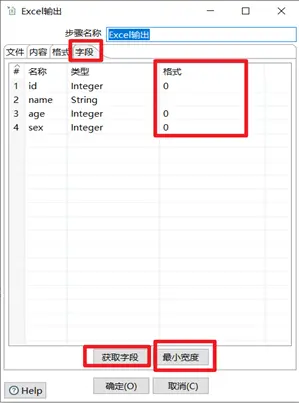 Excel输出
步骤名称 Excel输出
文件 内容 格式 字段
# 名称 类型 格式
1 id Integer 0
2 name String
3 age Integer 0
4 sex Integer 0
获取字段 最小宽度
Help 确定(O) 取消(C)